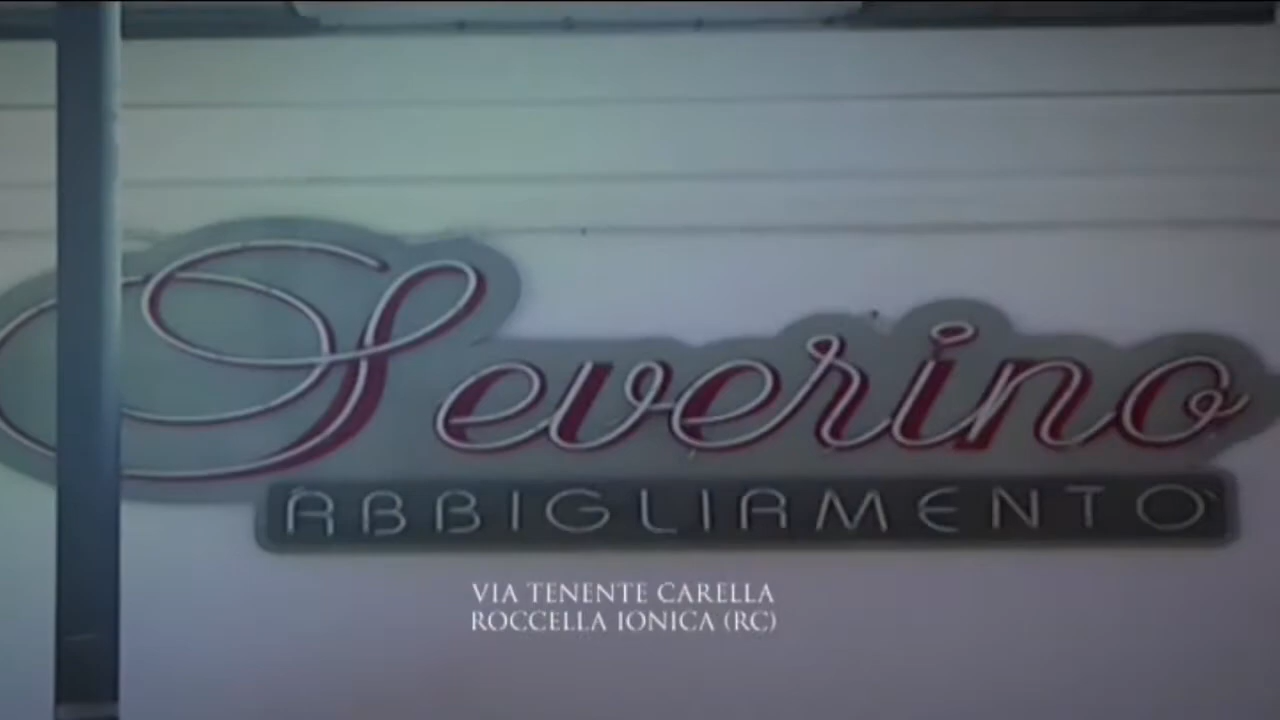 Severino
ABBIGLIAMENTO
VIA TENENTE CARELLA
ROCCELLA IONICA (RC)